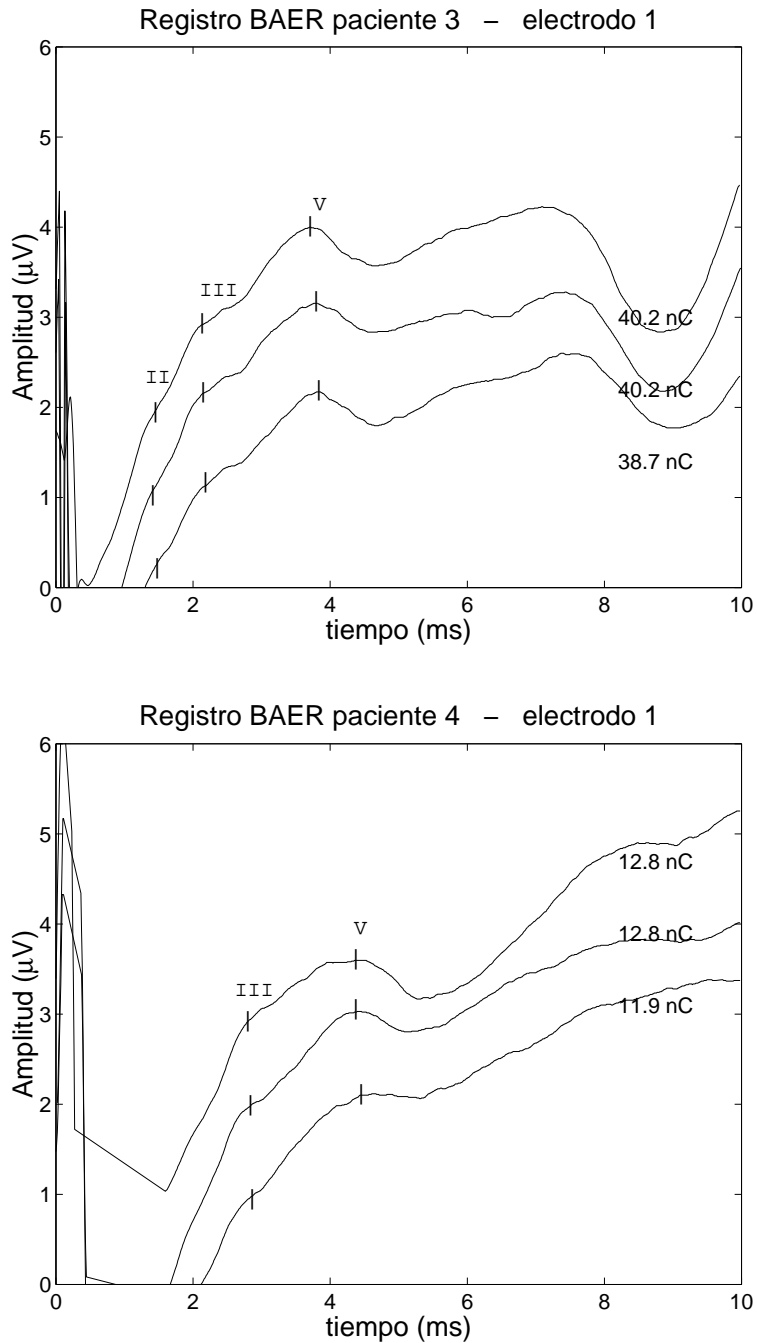 Registro BAER paciente 3 – electrodo 1
6
5
4
3
2
1
0
Amplitud (μV)
V
III
II
40.2 nC
40.2 nC
38.7 nC
0 2 4 6 8 10
tiempo (ms)
Registro BAER paciente 4 – electrodo 1
6
5
4
3
2
1
0
Amplitud (μV)
V
III
12.8 nC
12.8 nC
11.9 nC
0 2 4 6 8 10
tiempo (ms)